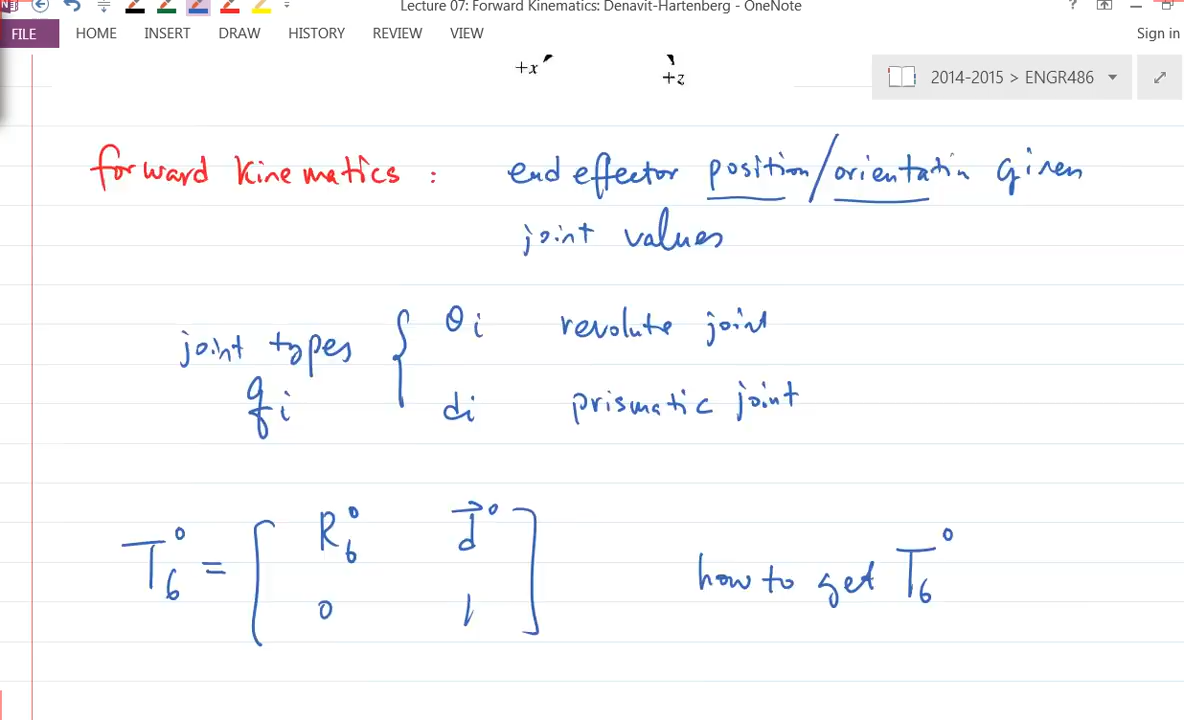 Lecture 07: Forward Kinematics: Denavit-Hartenberg - OneNote
?
FILE HOME INSERT DRAW HISTORY REVIEW VIEW
Sign in
+x
+z
2014-2015 > ENGR486
forward kinematics : end effector position/orientatin given
joint values
joint types
qi
θi revolute joint
di prismatic joint
T₆⁰ = [ R₆⁰ d⃗⁰
0 1 ]
how to get T₆⁰